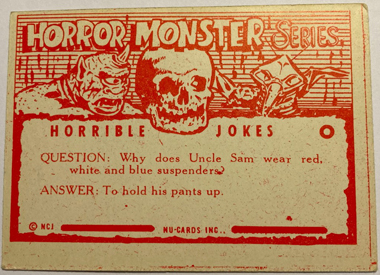 HORROR MONSTER SERIES
HORRIBLE JOKES
QUESTION: Why does Uncle Sam wear red,
white and blue suspenders?
ANSWER: To hold his pants up.
© NCI NU-CARDS INC.,